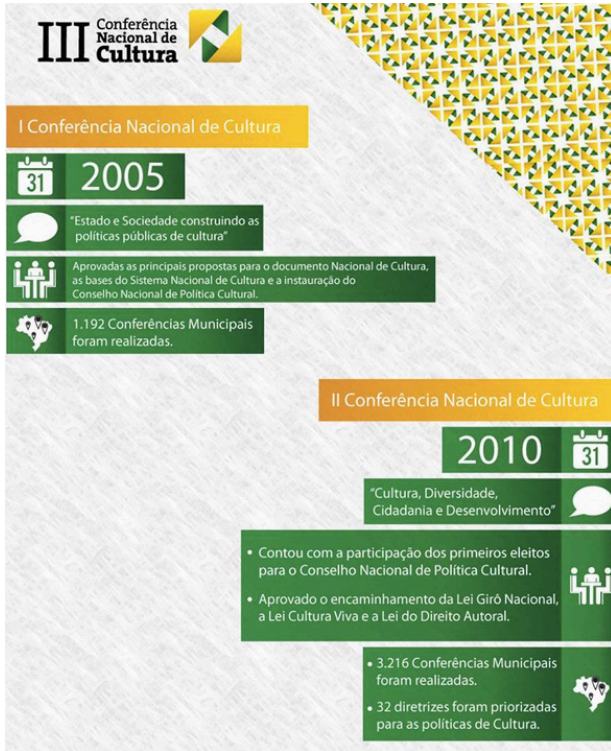 III Conferência
Nacional de
Cultura
I Conferência Nacional de Cultura
31 2005
"Estado e Sociedade construindo as
políticas públicas de cultura"
Aprovadas as principais propostas para o documento Nacional de Cultura,
as bases do Sistema Nacional de Cultura e a instauração do
Conselho Nacional de Política Cultural.
1.192 Conferências Municipais
foram realizadas.
II Conferência Nacional de Cultura
2010 31
"Cultura, Diversidade,
Cidadania e Desenvolvimento"
• Contou com a participação dos primeiros eleitos
para o Conselho Nacional de Política Cultural.
• Aprovado o encaminhamento da Lei Girô Nacional,
a Lei Cultura Viva e a Lei do Direito Autoral.
• 3.216 Conferências Municipais
foram realizadas.
• 32 diretrizes foram priorizadas
para as políticas de Cultura.